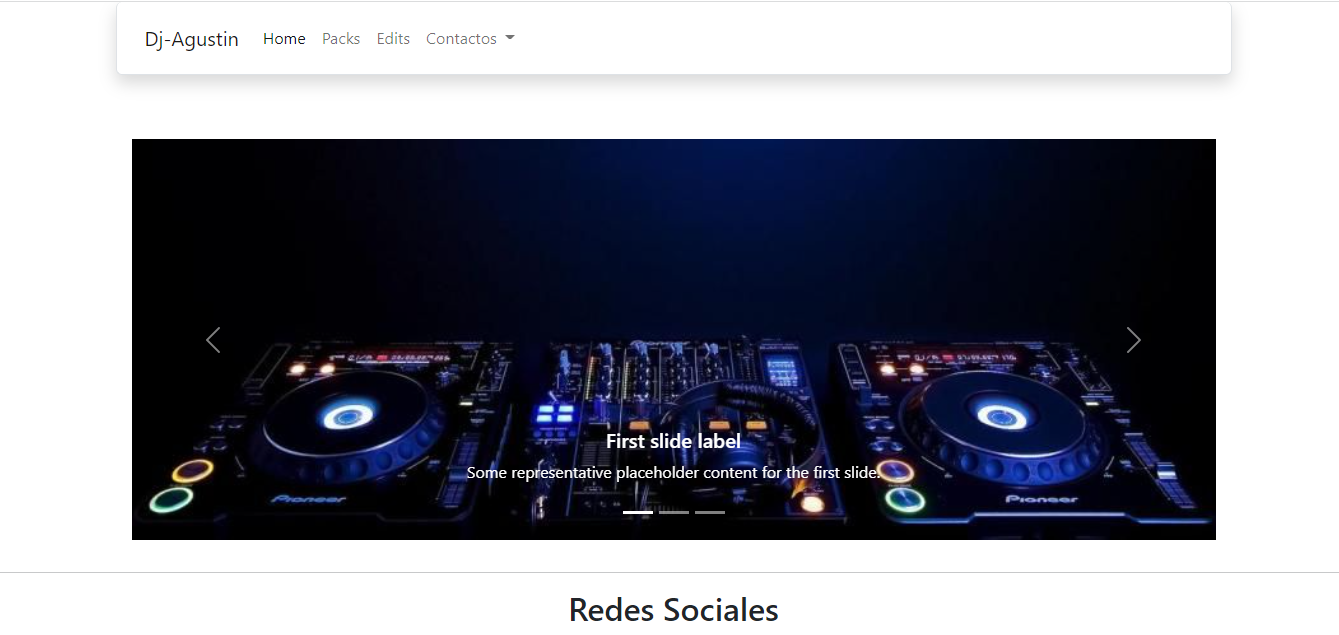 Dj-Agustin Home Packs Edits Contactos
Pioneer
First slide label
Some representative placeholder content for the first slide.
Pioneer
Pioneer
Redes Sociales